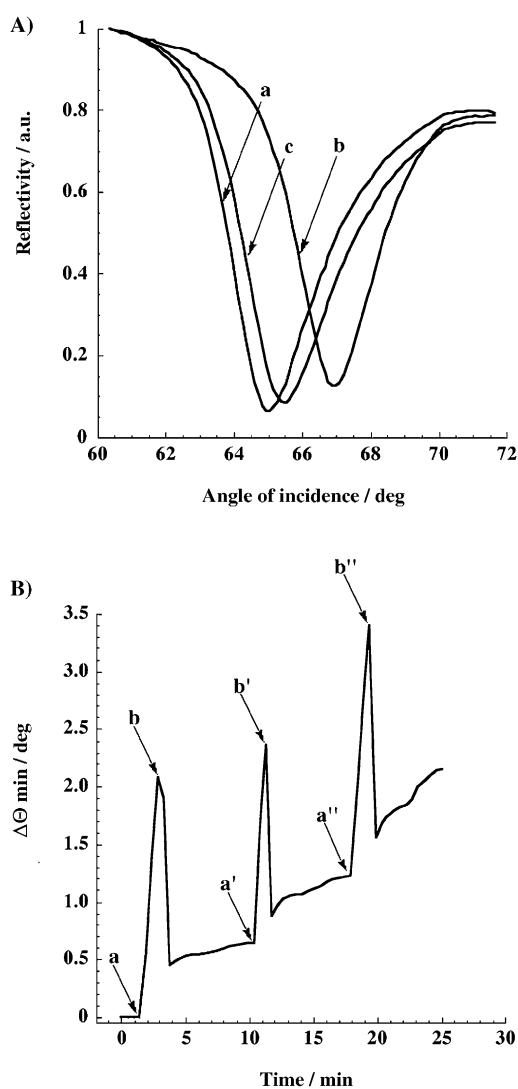 A)
1
0.8
0.6
0.4
0.2
0
Reflectivity / a.u.
a
c
b
60 62 64 66 68 70 72
Angle of incidence / deg
B)
3.5
3.0
2.5
2.0
1.5
1.0
0.5
0
ΔΘ min / deg
b''
b'
b
a''
a'
a
0 5 10 15 20 25 30
Time / min